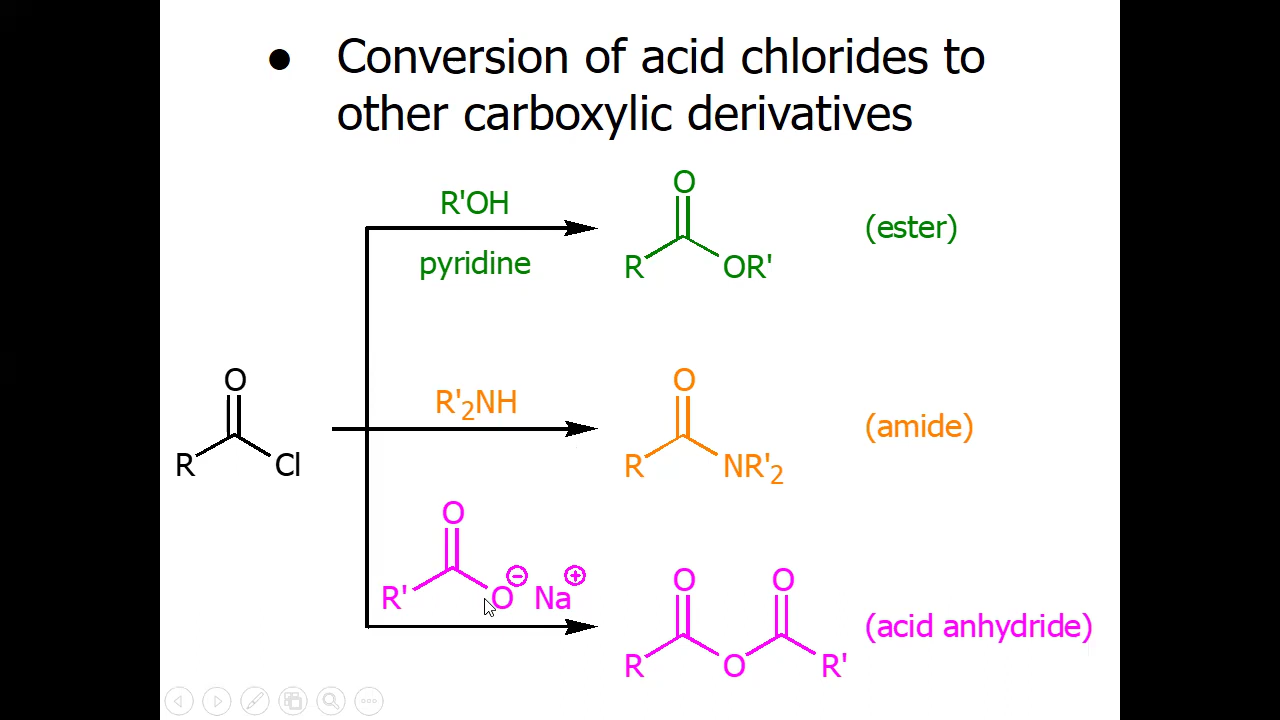 ● Conversion of acid chlorides to
other carboxylic derivatives
R'OH
pyridine
O
R
OR'
(ester)
O
R
Cl
R'₂NH
O
R
NR'₂
(amide)
O
R'
O⊖ Na⊕
O
O
R
O
R'
(acid anhydride)